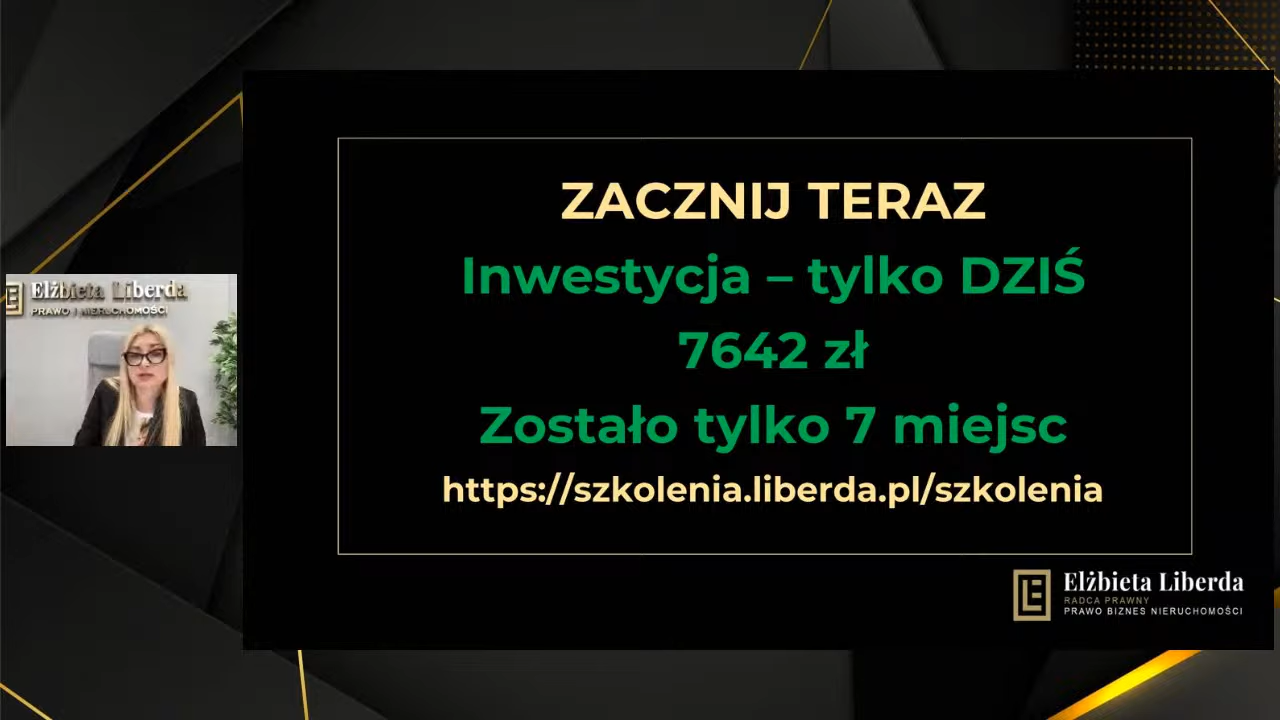 Elżbieta Liberda
PRAWO I NIERUCHOMOŚCI
ZACZNIJ TERAZ
Inwestycja – tylko DZIŚ
7642 zł
Zostało tylko 7 miejsc
https://szkolenia.liberda.pl/szkolenia
Elżbieta Liberda
RADCA PRAWNY
PRAWO BIZNES NIERUCHOMOŚCI